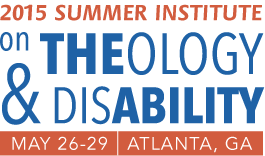 2015 SUMMER INSTITUTE
on THEOLOGY
& DISABILITY
MAY 26-29 | ATLANTA, GA